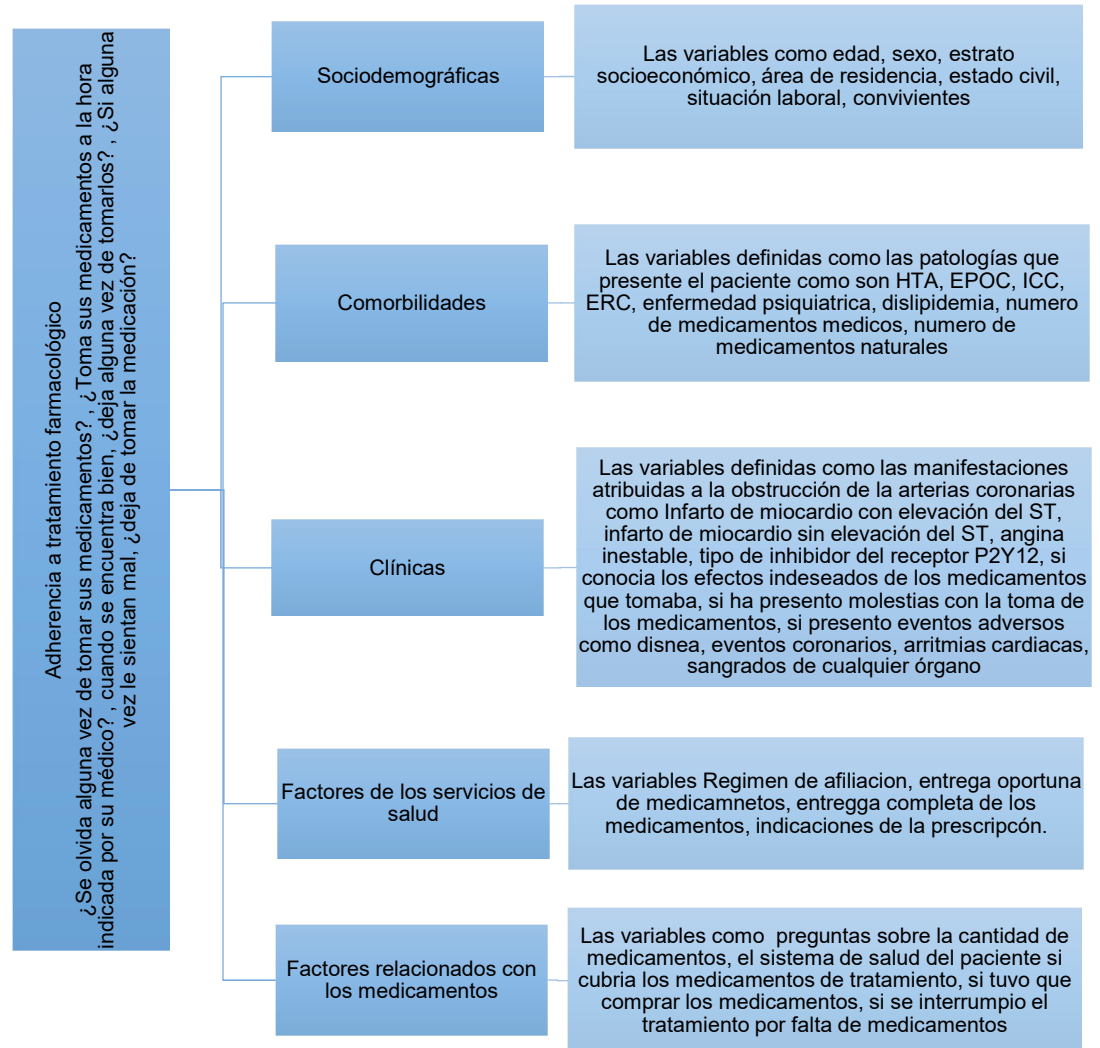 Adherencia a tratamiento farmacológico
¿Se olvida alguna vez de tomar sus medicamentos? , ¿Toma sus medicamentos a la hora
indicada por su médico? , cuando se encuentra bien, ¿deja alguna vez de tomarlos? , ¿Si alguna
vez le sientan mal, ¿deja de tomar la medicación?
Sociodemográficas
Las variables como edad, sexo, estrato
socioeconómico, área de residencia, estado civil,
situación laboral, convivientes
Comorbilidades
Las variables definidas como las patologías que
presente el paciente como son HTA, EPOC, ICC,
ERC, enfermedad psiquiatrica, dislipidemia, numero
de medicamentos medicos, numero de
medicamentos naturales
Clínicas
Las variables definidas como las manifestaciones
atribuidas a la obstrucción de la arterias coronarias
como Infarto de miocardio con elevación del ST,
infarto de miocardio sin elevación del ST, angina
inestable, tipo de inhibidor del receptor P2Y12, si
conocia los efectos indeseados de los medicamentos
que tomaba, si ha presento molestias con la toma de
los medicamentos, si presento eventos adversos
como disnea, eventos coronarios, arritmias cardiacas,
sangrados de cualquier órgano
Factores de los servicios de
salud
Las variables Regimen de afiliacion, entrega oportuna
de medicamnetos, entregga completa de los
medicamentos, indicaciones de la prescripcón.
Factores relacionados con
los medicamentos
Las variables como preguntas sobre la cantidad de
medicamentos, el sistema de salud del paciente si
cubria los medicamentos de tratamiento, si tuvo que
comprar los medicamentos, si se interrumpio el
tratamiento por falta de medicamentos